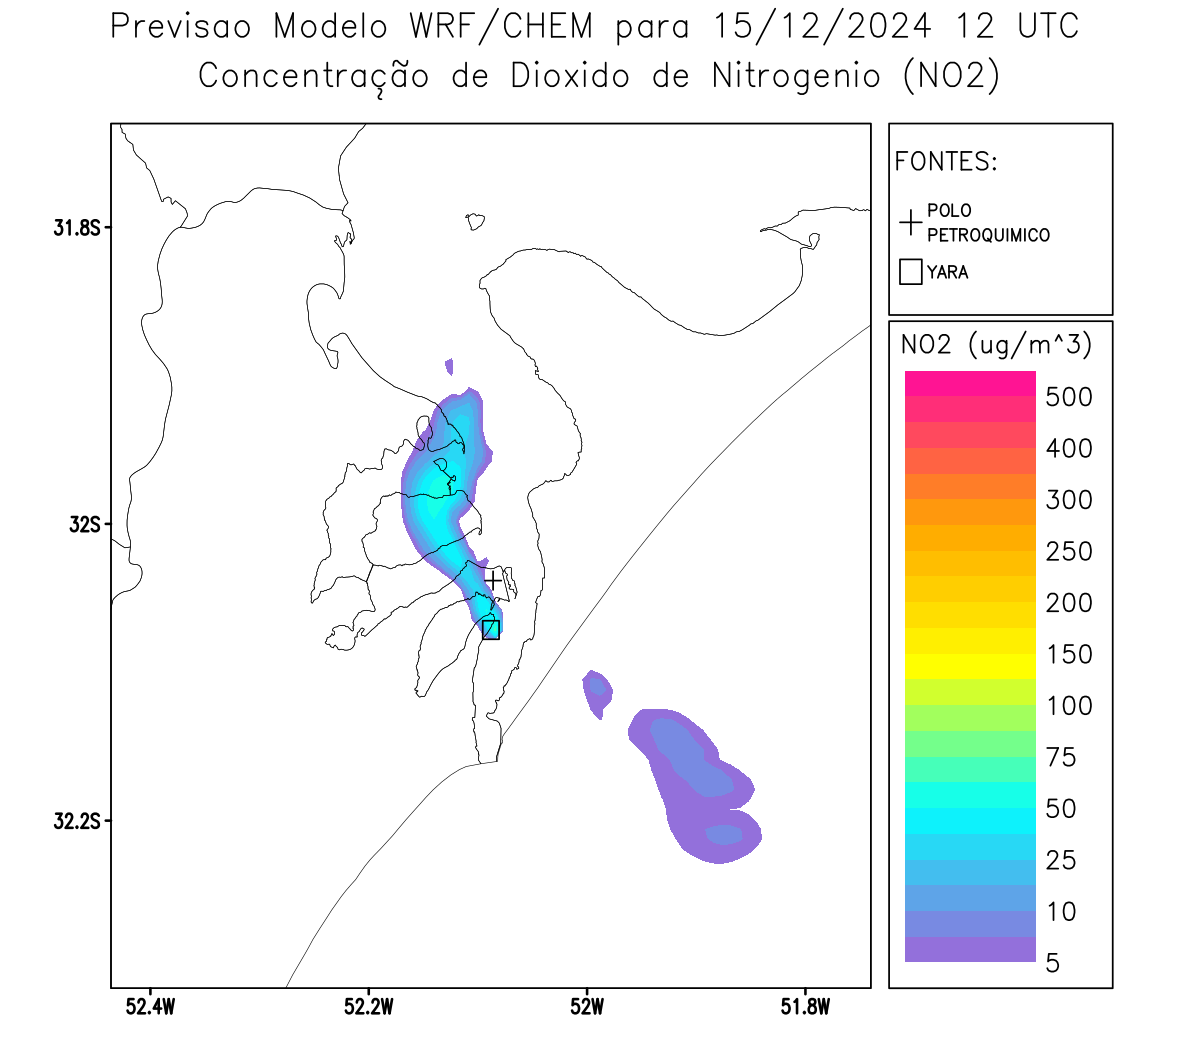 Previsao Modelo WRF/CHEM para 15/12/2024 12 UTC
Concentração de Dioxido de Nitrogenio (NO2)
FONTES:
POLO
PETROQUIMICO
YARA
NO2 (ug/m^3)
500
400
300
250
200
150
100
75
50
25
10
5
31.8S
32S
32.2S
52.4W
52.2W
52W
51.8W